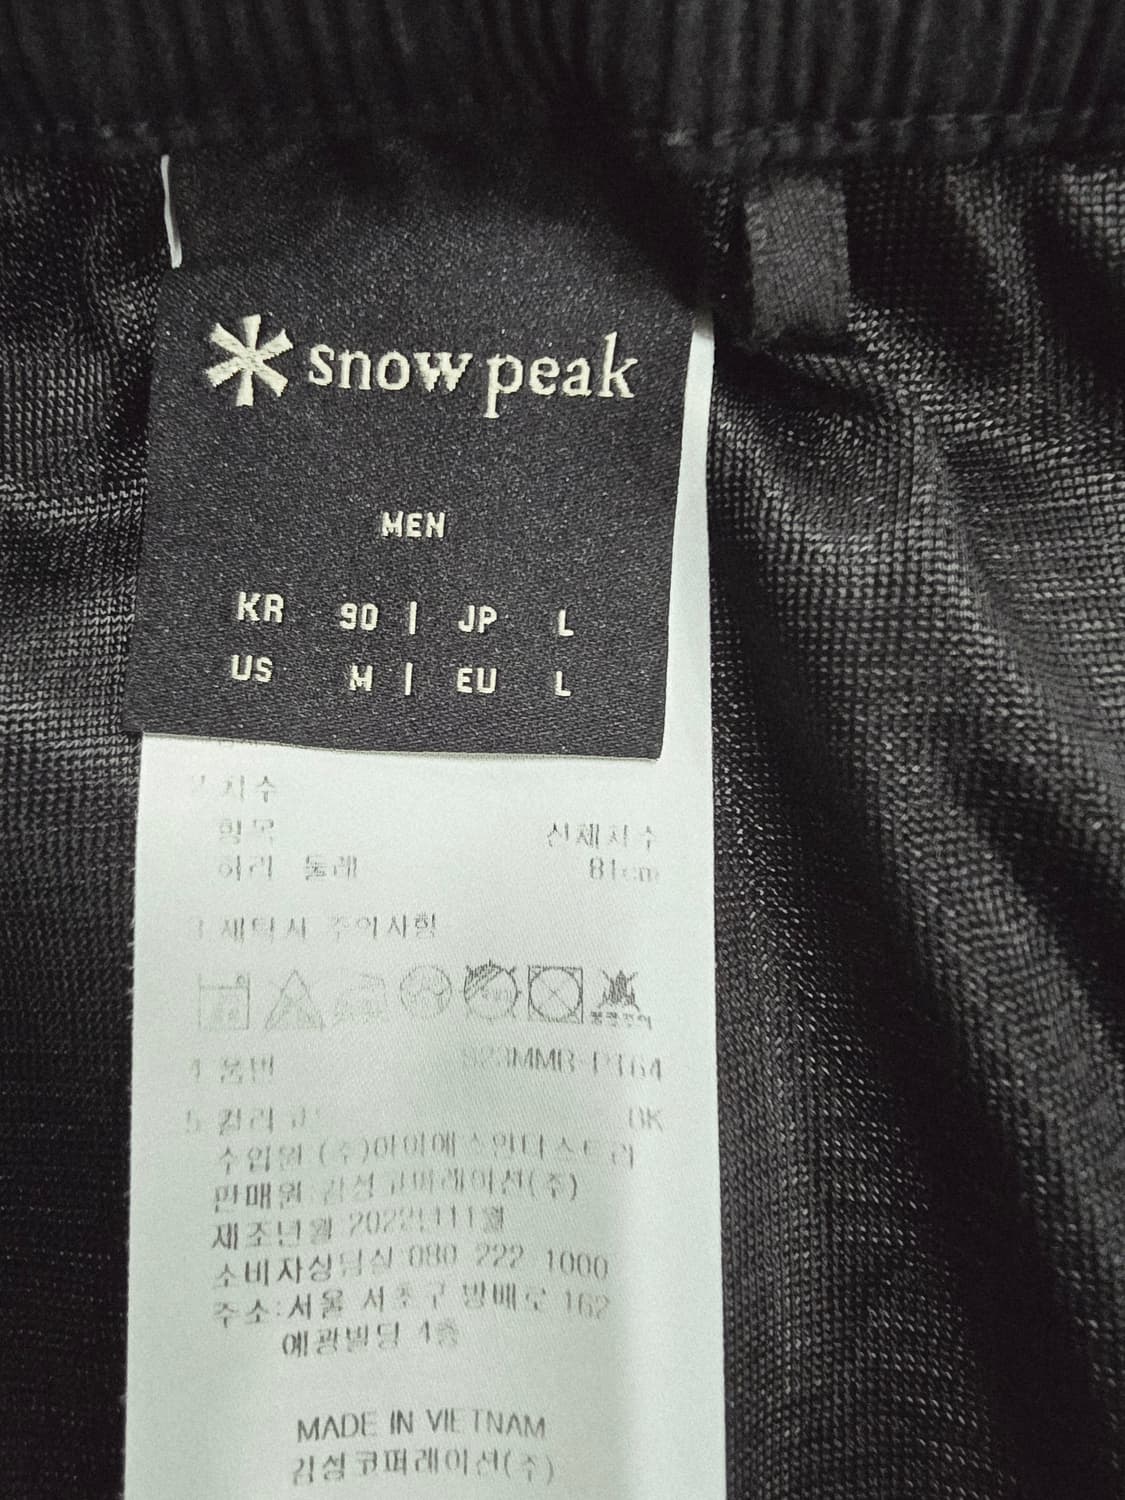 snow peak
MEN
KR 90 | JP L
US M | EU L
치수
항목 신체치수
허리 둘레 81cm
3 세탁시 주의사항
4 품번
5 컬러 BK
수입원 (주)아이에스인더스트리
판매원 감성코퍼레이션(주)
제조년월 2022년11월
소비자상담실 080 222 1000
주소:서울 서초구 방배로 162
예광빌딩 4층
MADE IN VIETNAM
감성코퍼레이션(주)